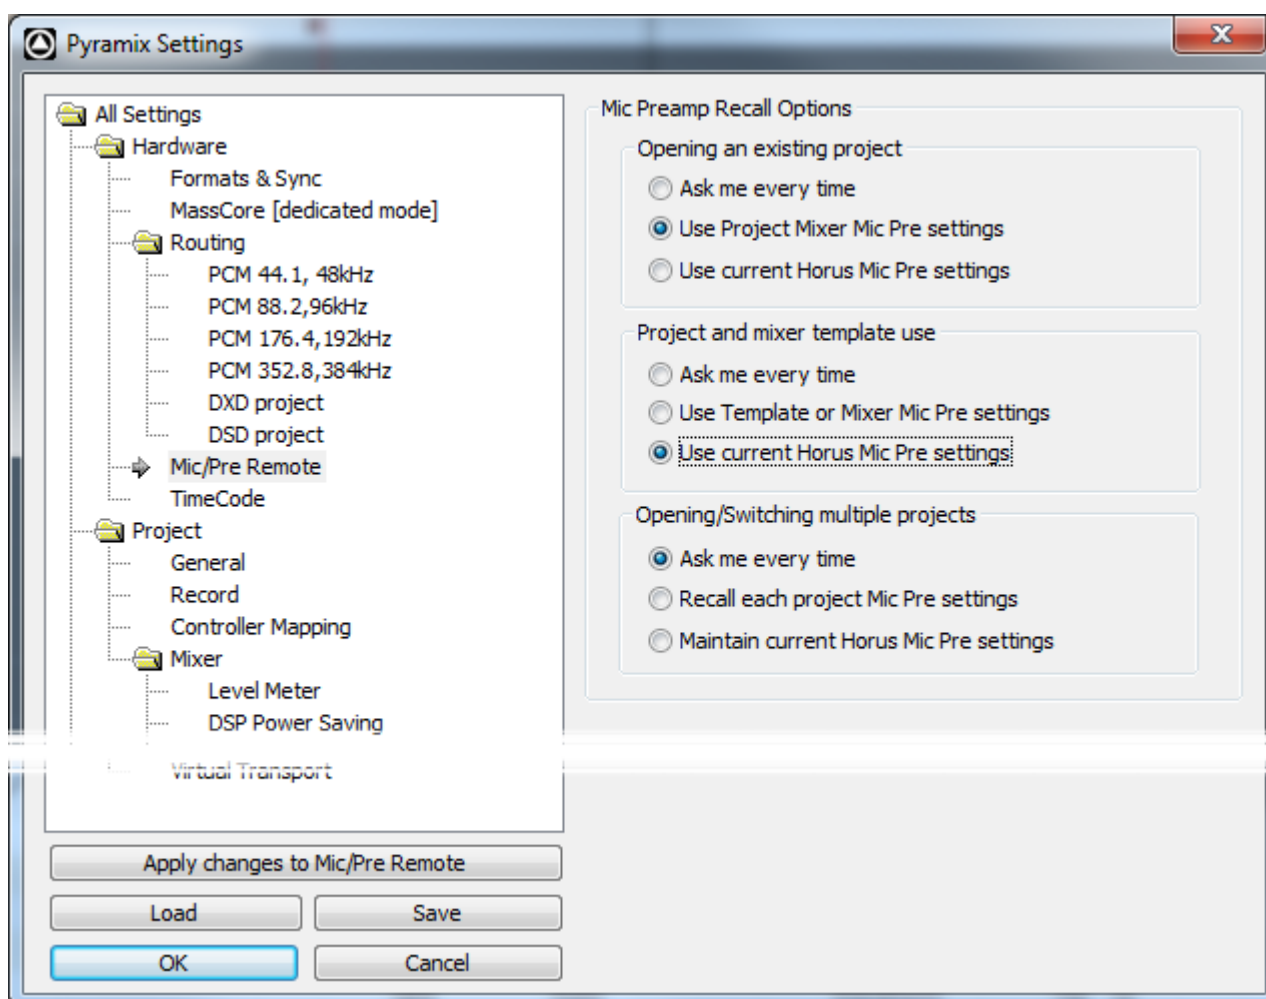 Pyramix Settings
All Settings
Hardware
Formats & Sync
MassCore [dedicated mode]
Routing
PCM 44.1, 48kHz
PCM 88.2,96kHz
PCM 176.4,192kHz
PCM 352.8,384kHz
DXD project
DSD project
Mic/Pre Remote
TimeCode
Project
General
Record
Controller Mapping
Mixer
Level Meter
DSP Power Saving
Virtual Transport
Apply changes to Mic/Pre Remote
Load
Save
OK
Cancel
Mic Preamp Recall Options
Opening an existing project
Ask me every time
Use Project Mixer Mic Pre settings
Use current Horus Mic Pre settings
Project and mixer template use
Ask me every time
Use Template or Mixer Mic Pre settings
Use current Horus Mic Pre settings
Opening/Switching multiple projects
Ask me every time
Recall each project Mic Pre settings
Maintain current Horus Mic Pre settings